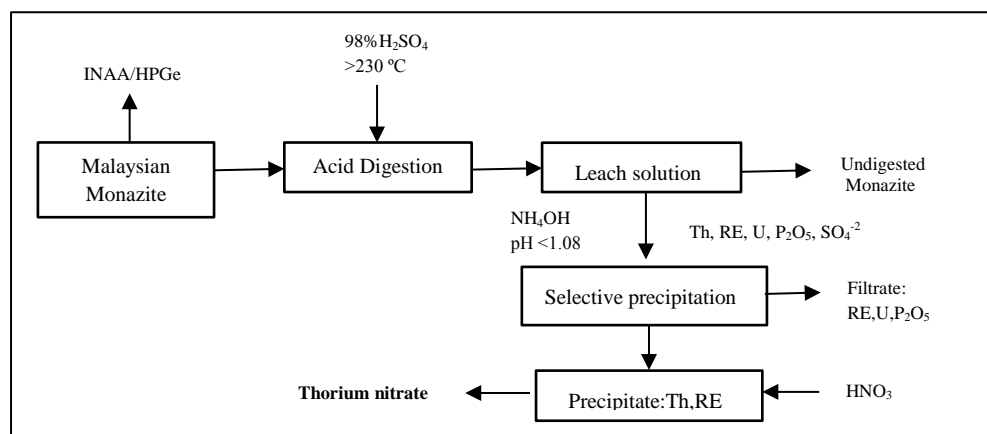 98%H₂SO₄
>230 ºC
INAA/HPGe
Malaysian
Monazite
Acid Digestion
Leach solution
Undigested
Monazite
NH₄OH
pH <1.08
Th, RE, U, P₂O₅, SO₄⁻²
Selective precipitation
Filtrate:
RE,U,P₂O₅
Thorium nitrate
Precipitate:Th,RE
HNO₃